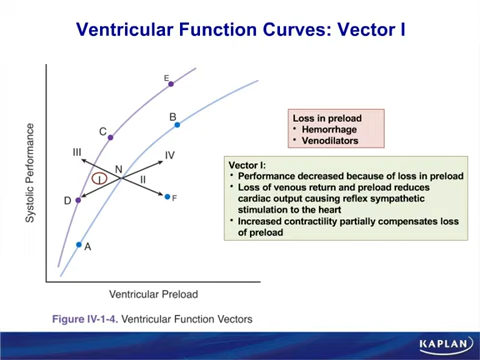 Ventricular Function Curves: Vector I
E
B
C
III
N
IV
I
II
D
F
A
Systolic Performance
Ventricular Preload
Figure IV-1-4. Ventricular Function Vectors
Loss in preload
• Hemorrhage
• Venodilators
Vector I:
• Performance decreased because of loss in preload
• Loss of venous return and preload reduces
cardiac output causing reflex sympathetic
stimulation to the heart
• Increased contractility partially compensates loss
of preload
KAPLAN